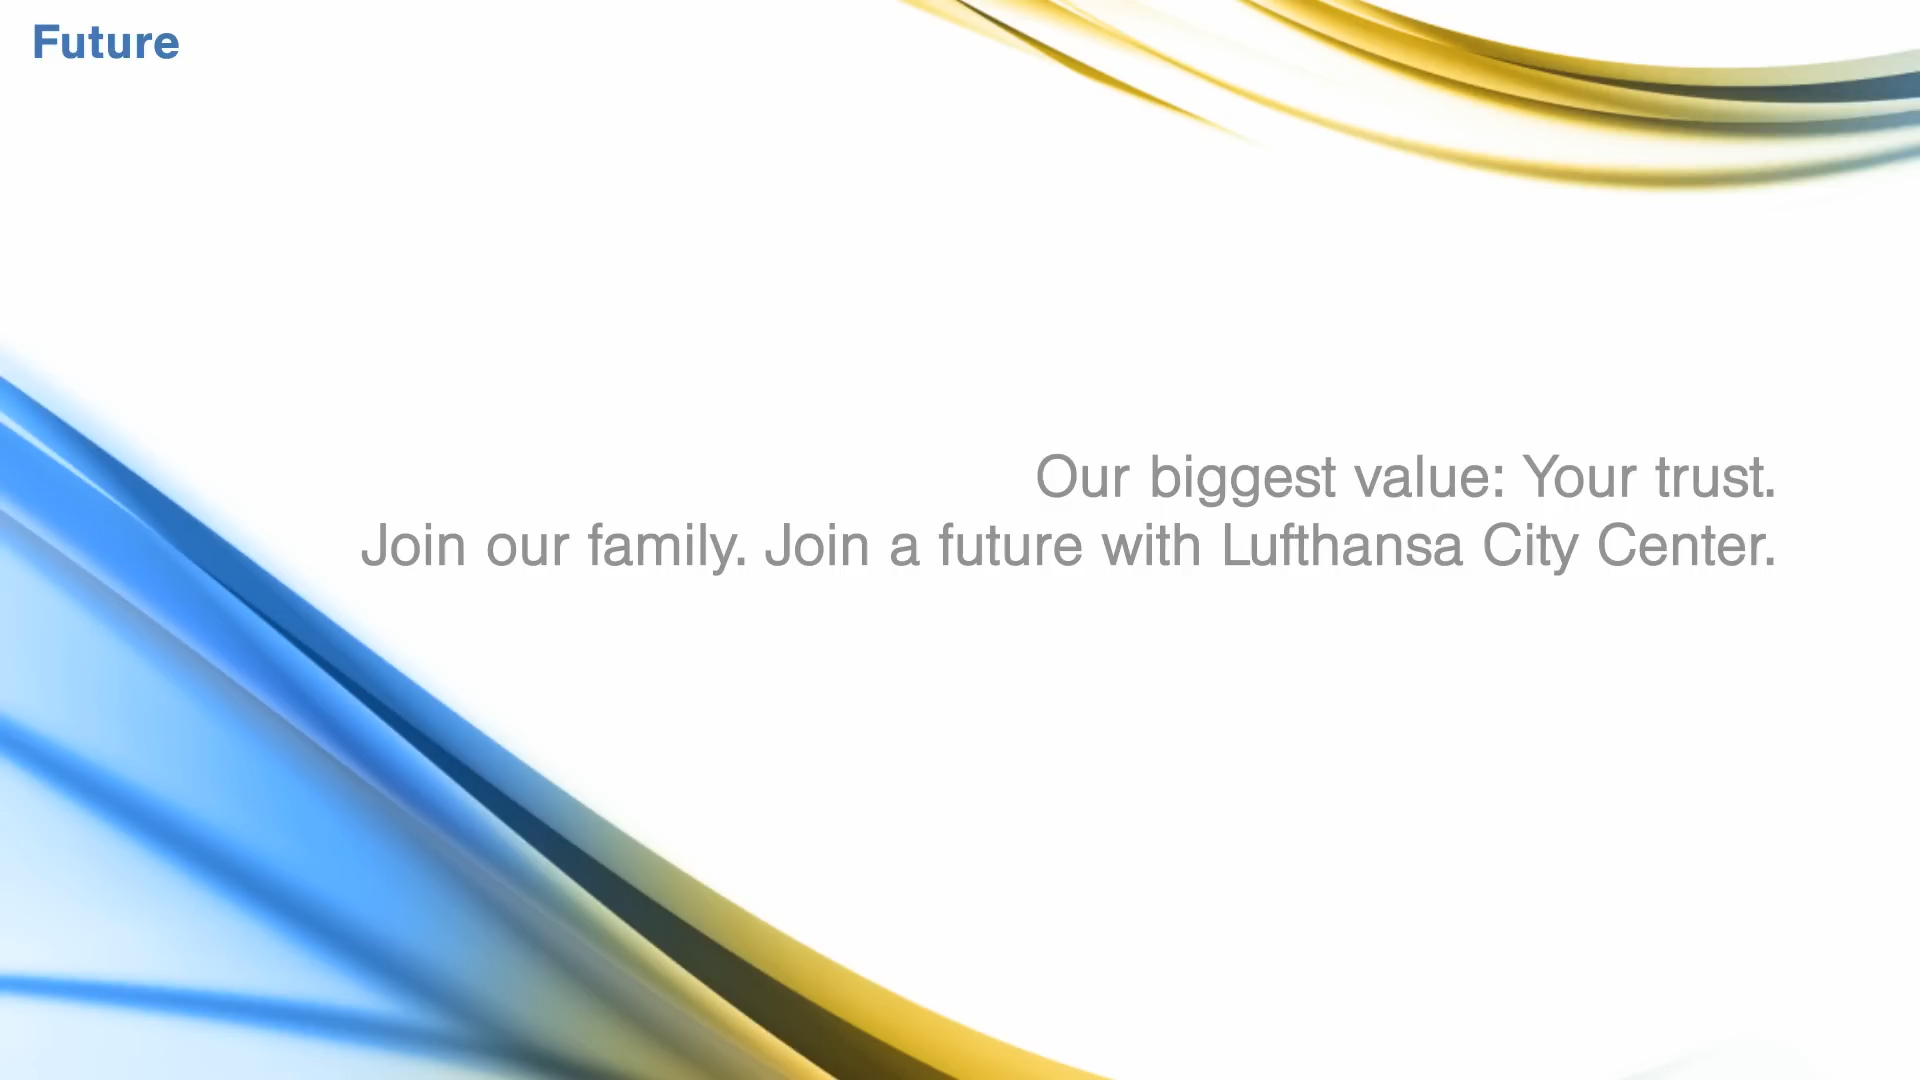 Future
Our biggest value: Your trust.
Join our family. Join a future with Lufthansa City Center.